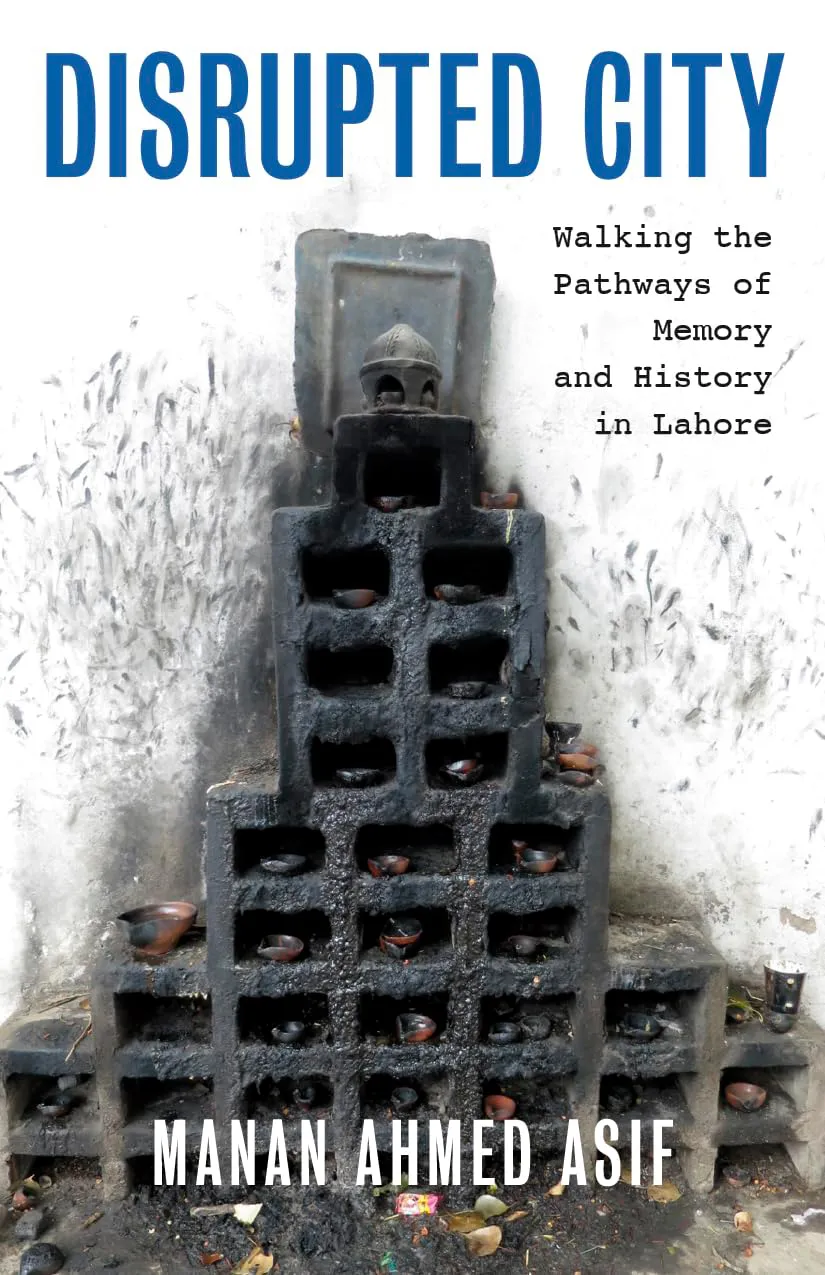 DISRUPTED CITY
Walking the
Pathways of
Memory
and History
in Lahore
MANAN AHMED ASIF